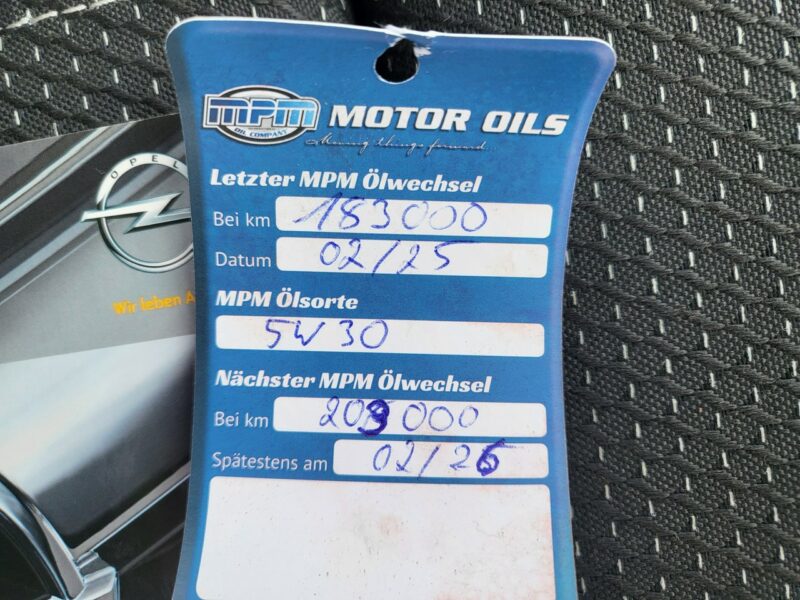 MPM
OIL COMPANY
MOTOR OILS
Moving things forward...
Letzter MPM Ölwechsel
Bei km 183000
Datum 02/25
MPM Ölsorte
5W30
Nächster MPM Ölwechsel
Bei km 203000
Spätestens am 02/26
OPEL
Wir leben A